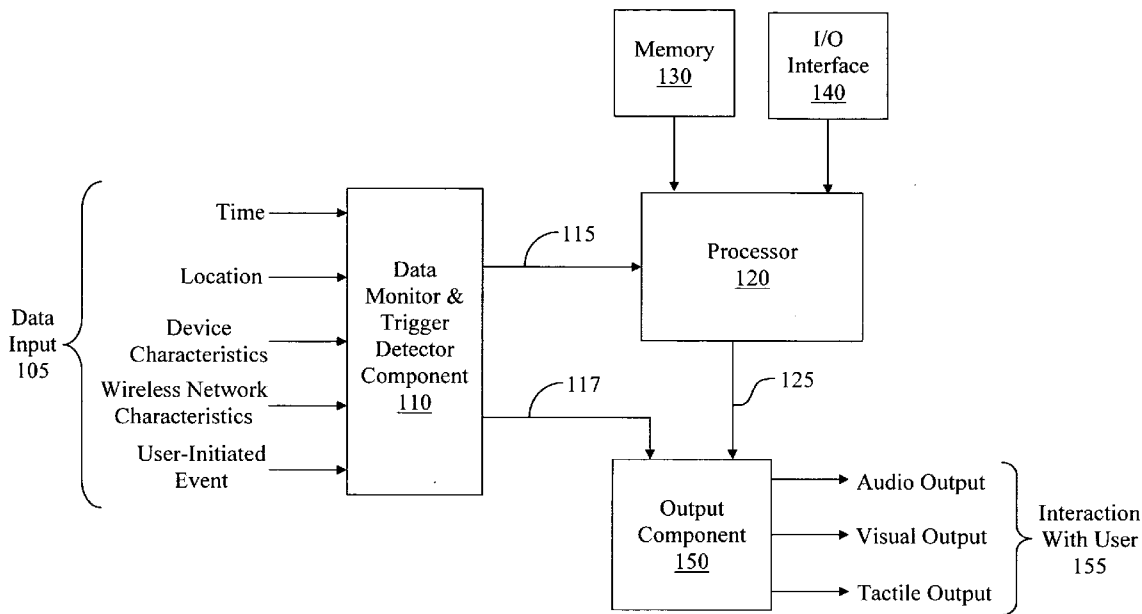 Memory
130
I/O
Interface
140
Data
Input
105
Time
Location
Device
Characteristics
Wireless Network
Characteristics
User-Initiated
Event
Data
Monitor &
Trigger
Detector
Component
110
115
117
Processor
120
125
Output
Component
150
Audio Output
Visual Output
Tactile Output
Interaction
With User
155